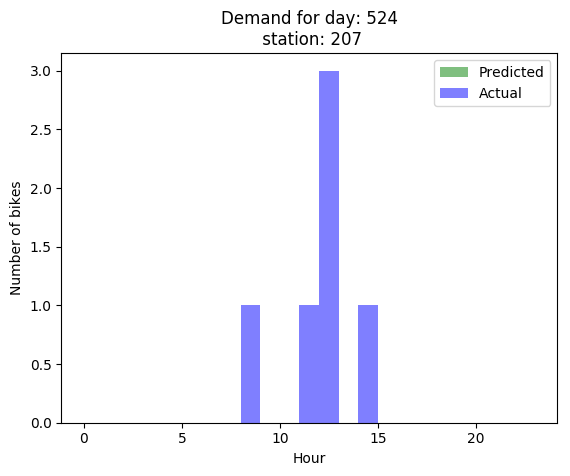 Demand for day: 524
station: 207
Predicted
Actual
Number of bikes
3.0
2.5
2.0
1.5
1.0
0.5
0.0
0 5 10 15 20
Hour